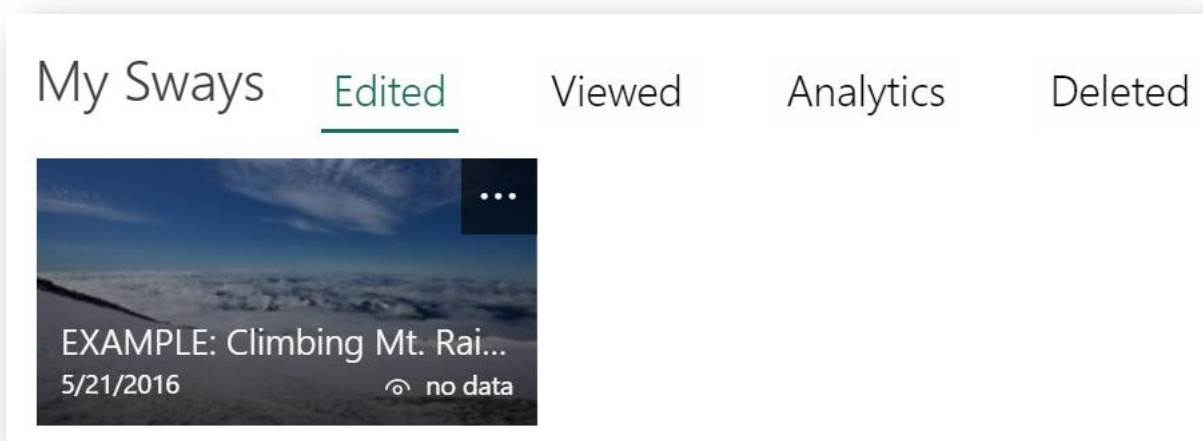 My Sways Edited Viewed Analytics Deleted
...
EXAMPLE: Climbing Mt. Rai...
5/21/2016 no data